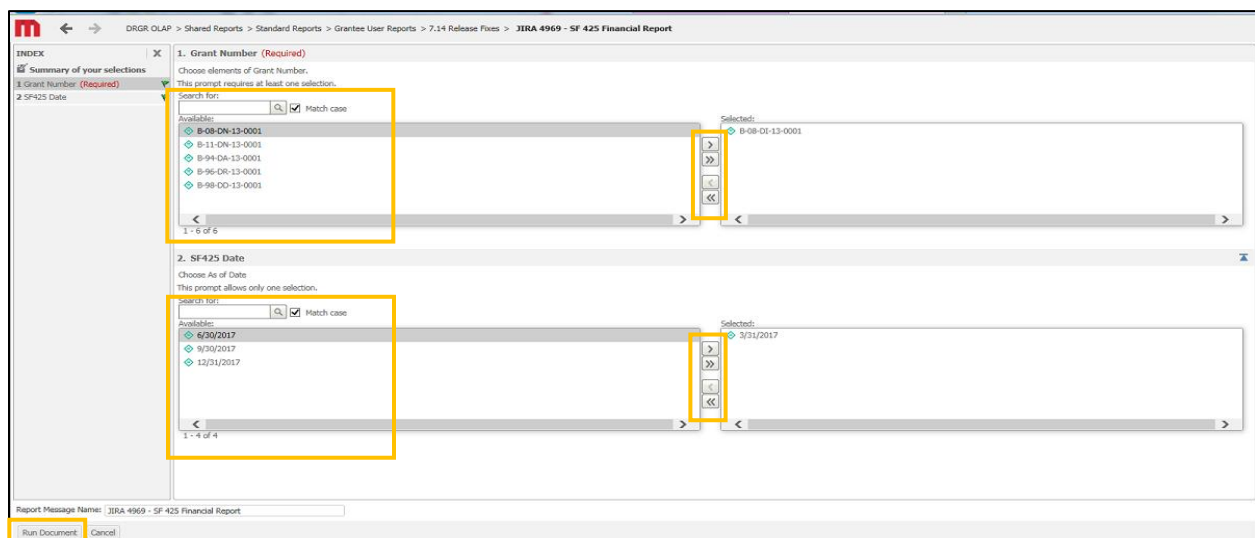 DRGR OLAP > Shared Reports > Standard Reports > Grantee User Reports > 7.14 Release Fixes > JIRA 4969 - SF 425 Financial Report
INDEX
Summary of your selections
1 Grant Number (Required)
2 SF425 Date
1. Grant Number (Required)
Choose elements of Grant Number.
This prompt requires at least one selection.
Search for:
Match case
Available:
B-08-DN-13-0001
B-11-DN-13-0001
B-94-DA-13-0001
B-96-DR-13-0001
B-98-DD-13-0001
1 - 6 of 6
Selected:
B-08-DI-13-0001
2. SF425 Date
Choose As of Date
This prompt allows only one selection.
Search for:
Match case
Available:
6/30/2017
9/30/2017
12/31/2017
1 - 4 of 4
Selected:
3/31/2017
Report Message Name: JIRA 4969 - SF 425 Financial Report
Run Document Cancel